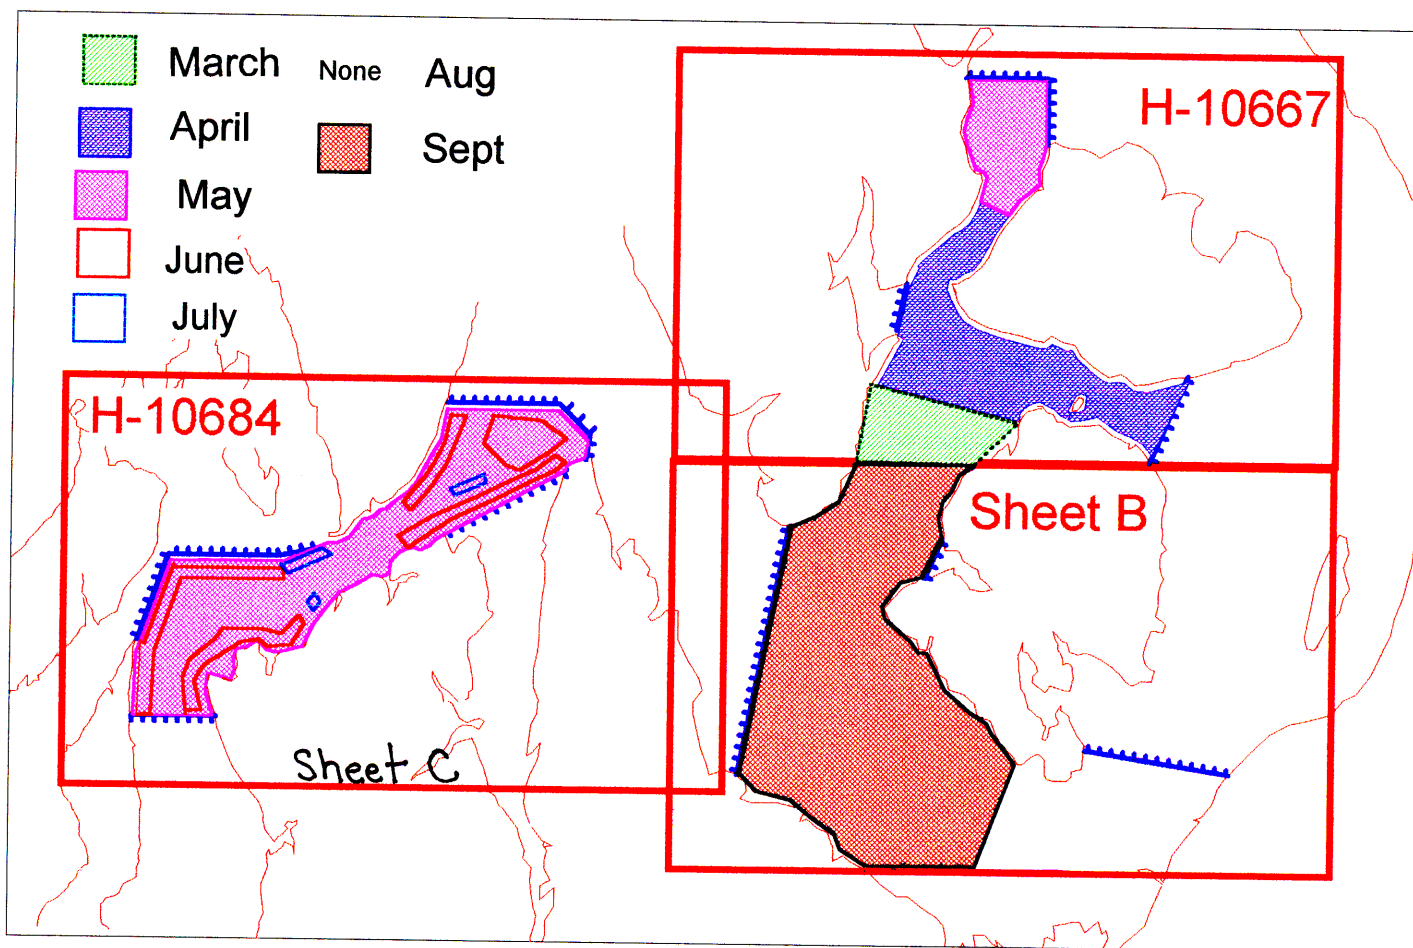 March None Aug
April Sept
May
June
July
H-10667
H-10684
Sheet B
Sheet C